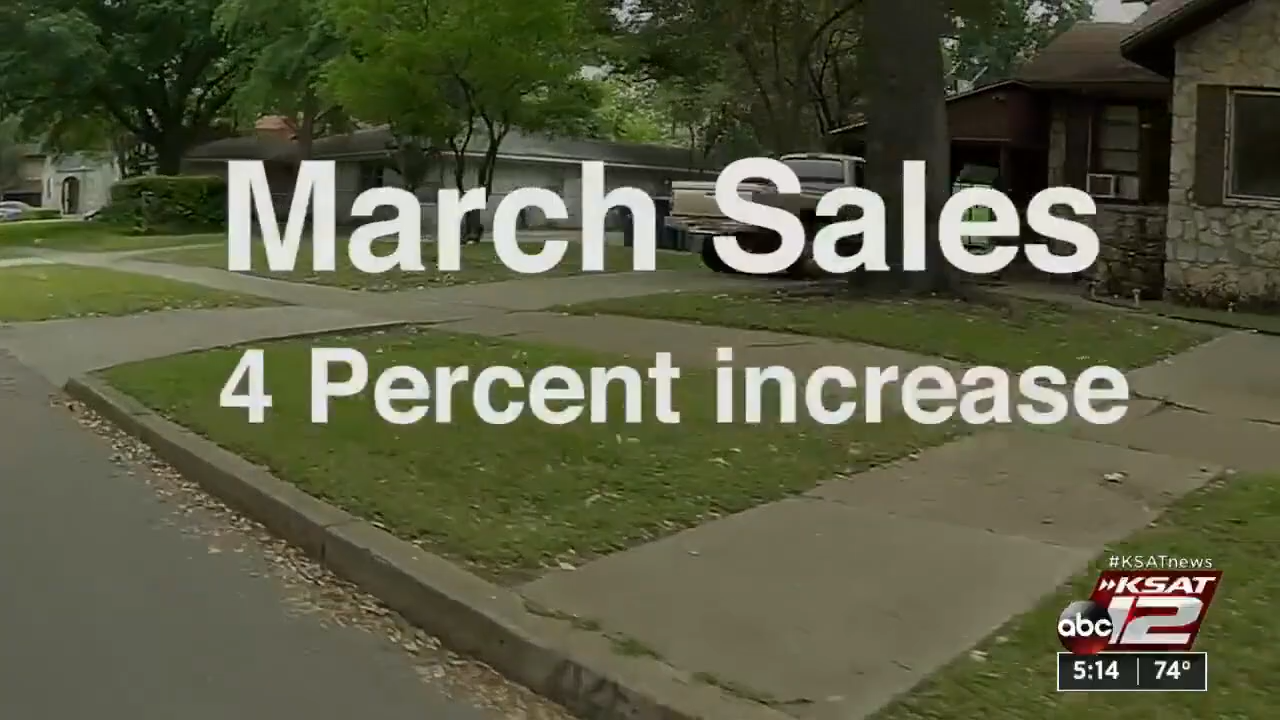 March Sales
4 Percent increase
#KSATnews
KSAT
abc 12
5:14 74°